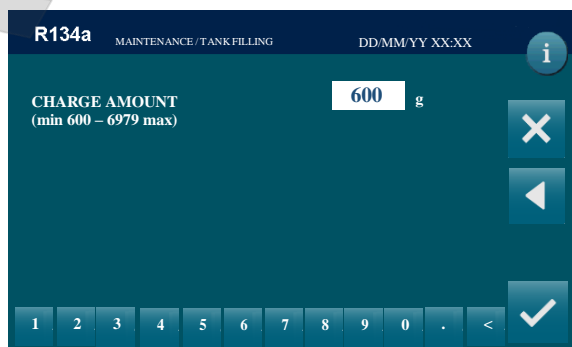 R134a MAINTENANCE / TANK FILLING DD/MM/YY XX:XX
i
CHARGE AMOUNT 600 g
(min 600 – 6979 max)
1 2 3 4 5 6 7 8 9 0 . <